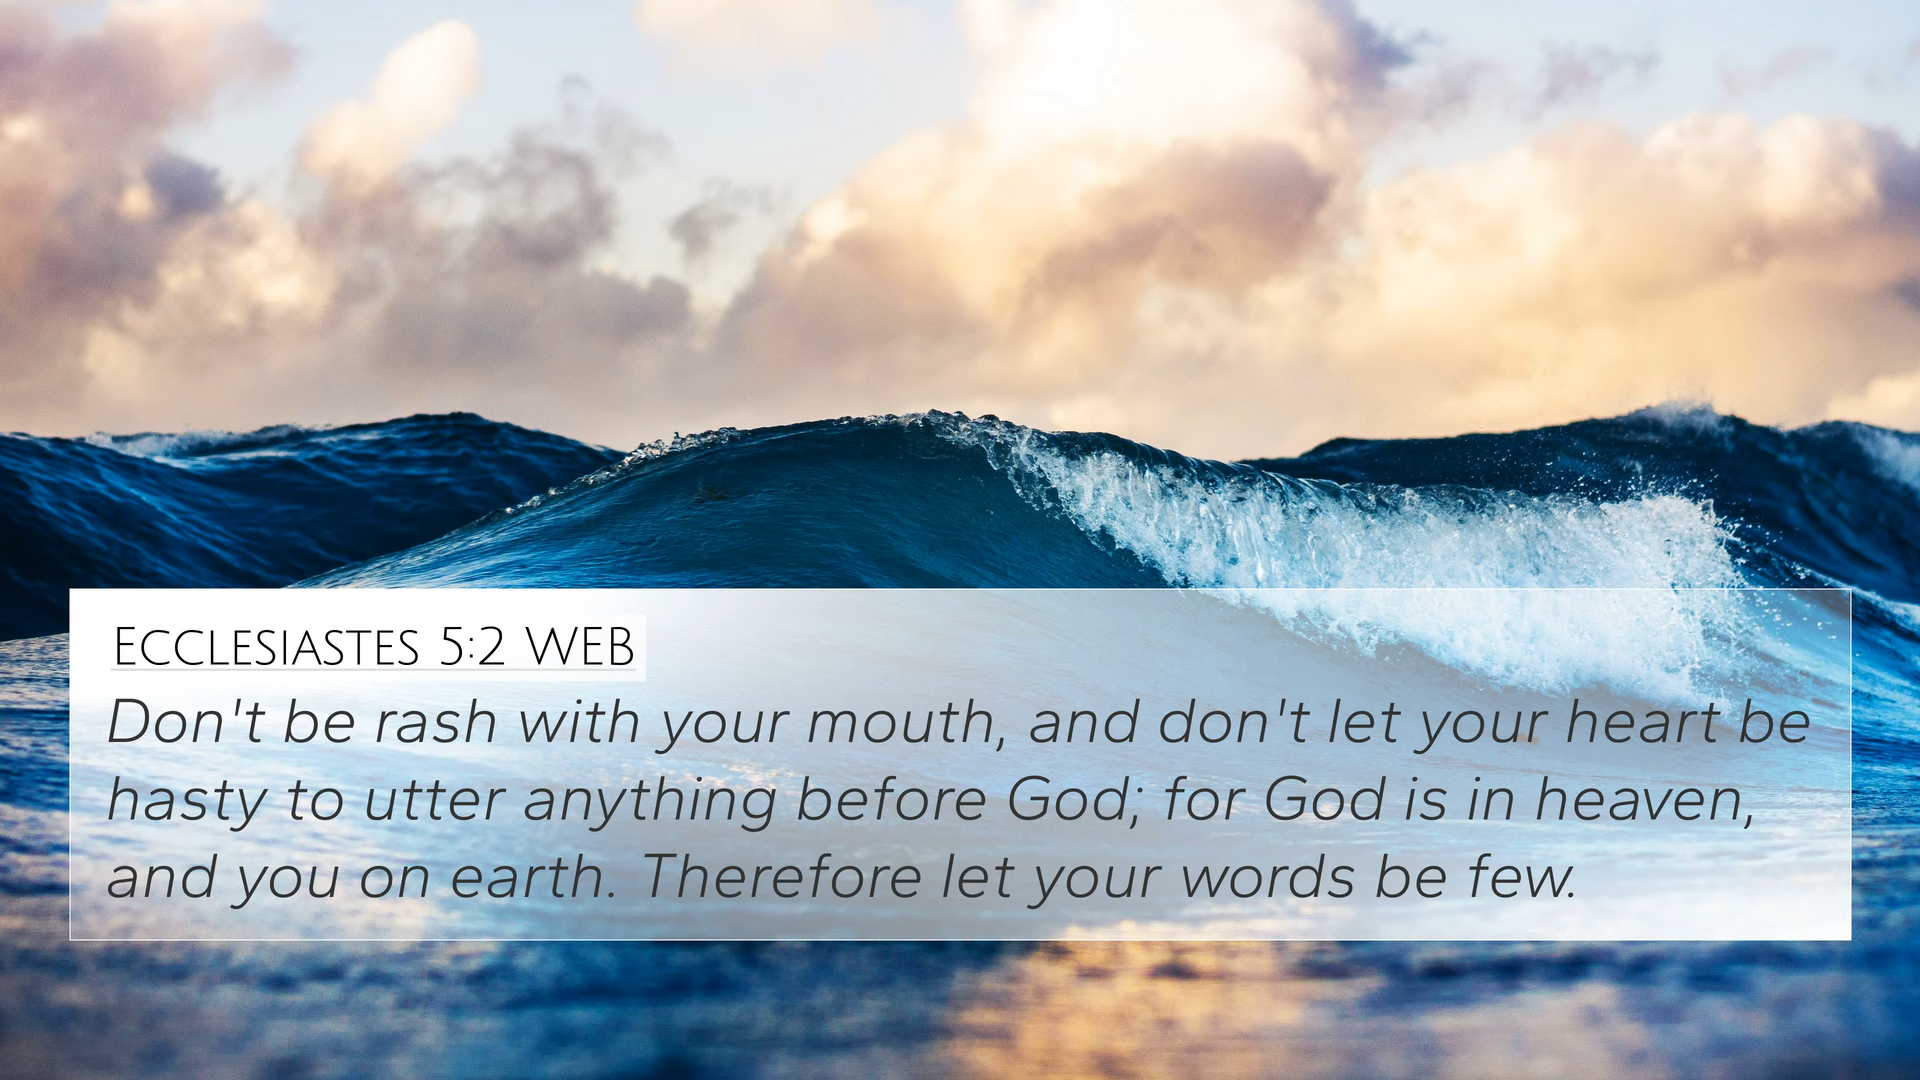 Ecclesiastes 5:2 WEB
Don't be rash with your mouth, and don't let your heart be
hasty to utter anything before God; for God is in heaven,
and you on earth. Therefore let your words be few.